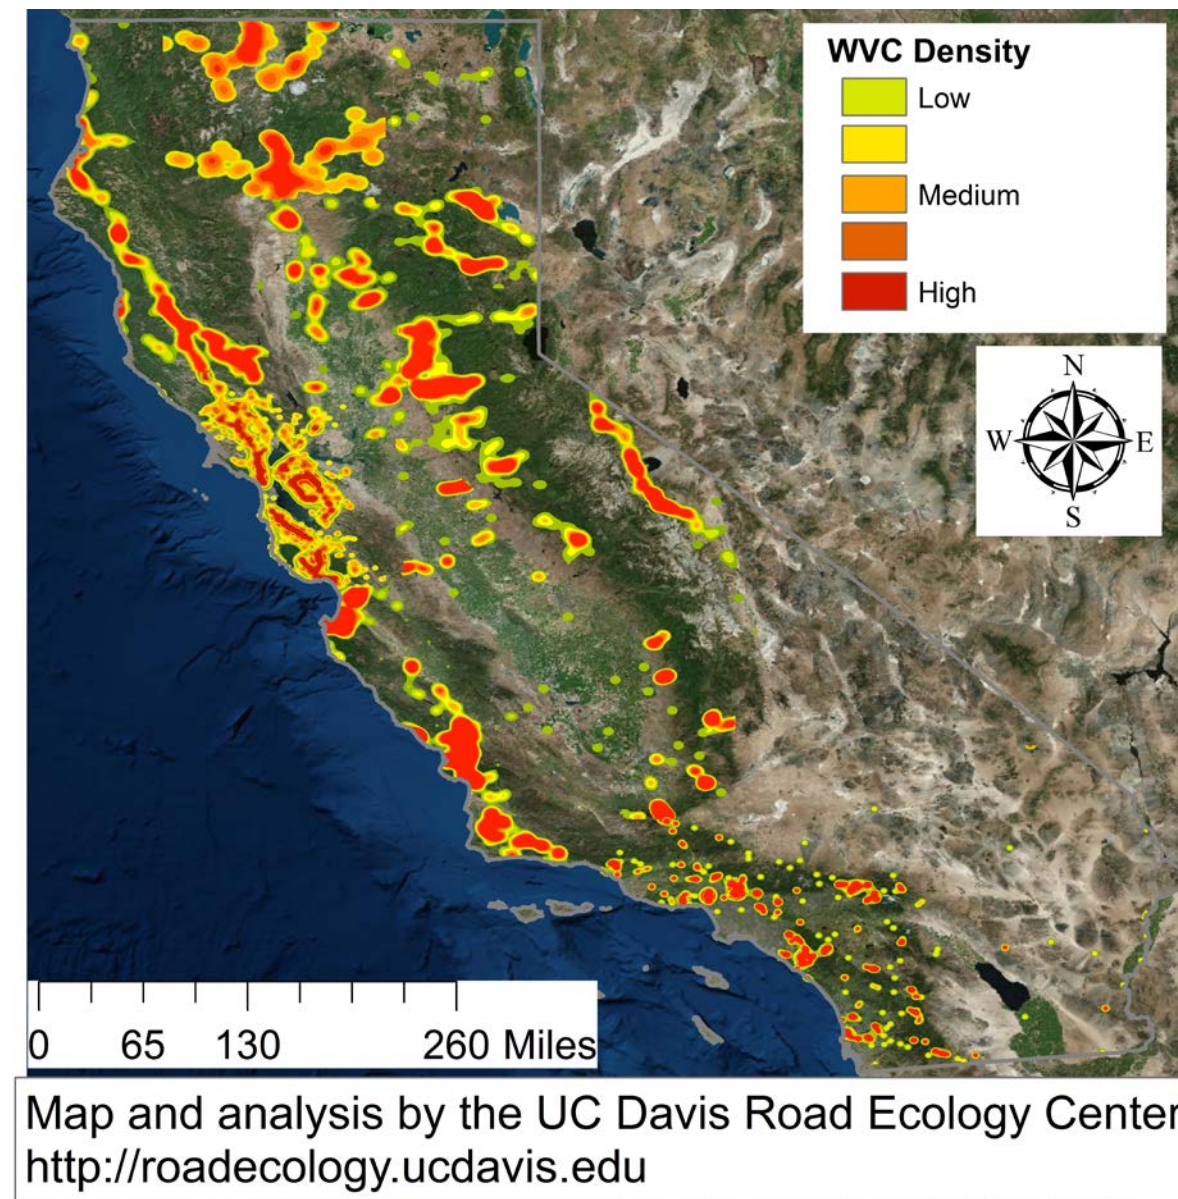 WVC Density
Low
Medium
High
N
W E
S
0 65 130 260 Miles
Map and analysis by the UC Davis Road Ecology Center
http://roadecology.ucdavis.edu